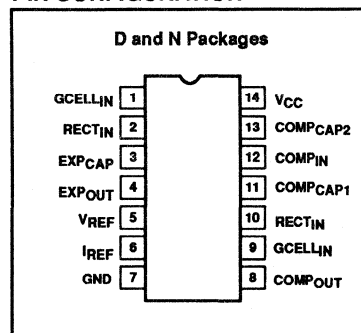 D and N Packages
GCELLIN 1
RECTIN 2
EXPCAP 3
EXPOUT 4
VREF 5
IREF 6
GND 7
14 VCC
13 COMPCAP2
12 COMPIN
11 COMPCAP1
10 RECTIN
9 GCELLIN
8 COMPOUT